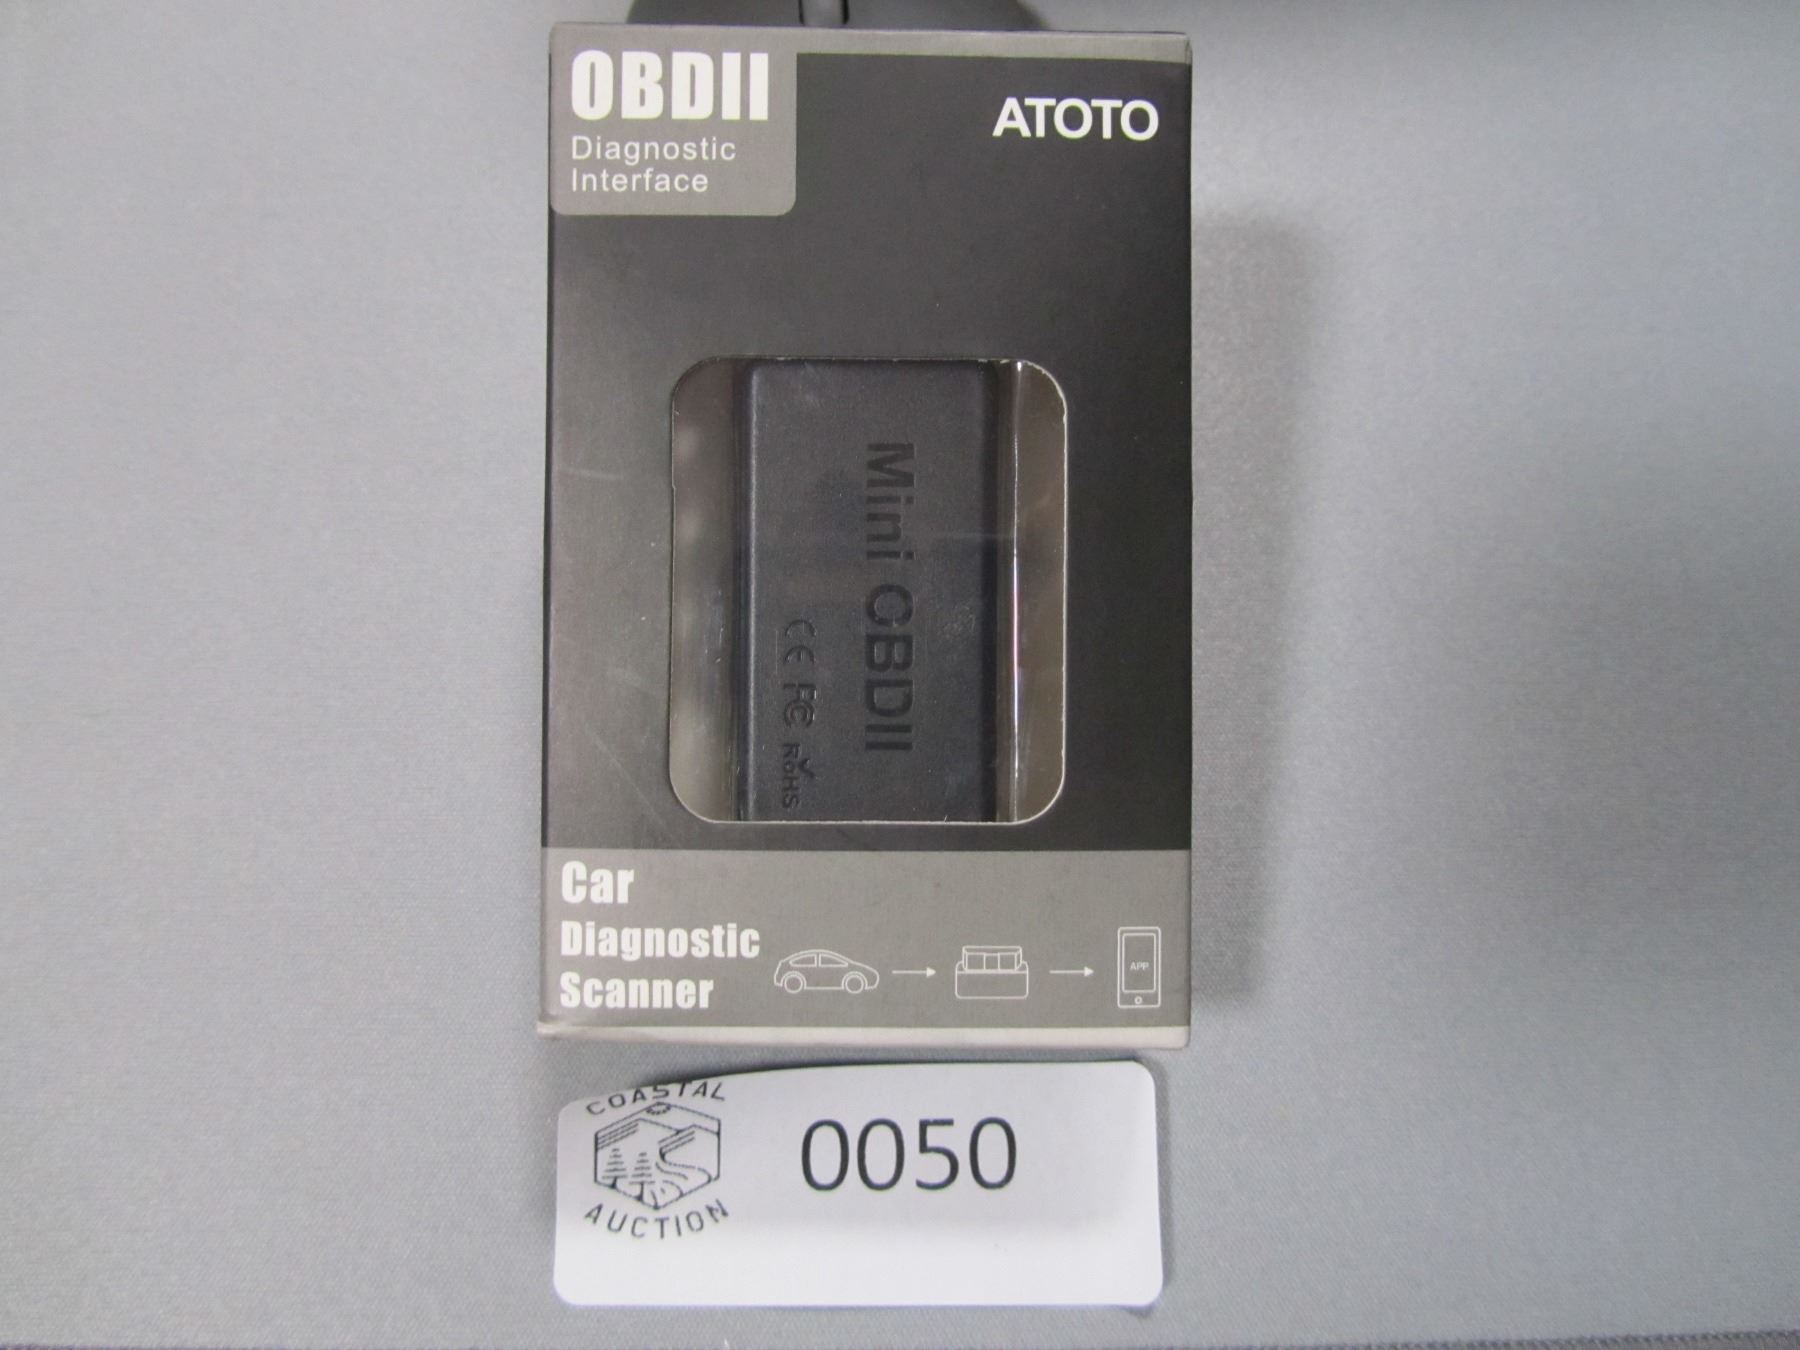 OBDII
Diagnostic
Interface
ATOTO
Mini OBDII
CE FC RoHS
Car
Diagnostic
Scanner
APP
COASTAL
AUCTION
0050